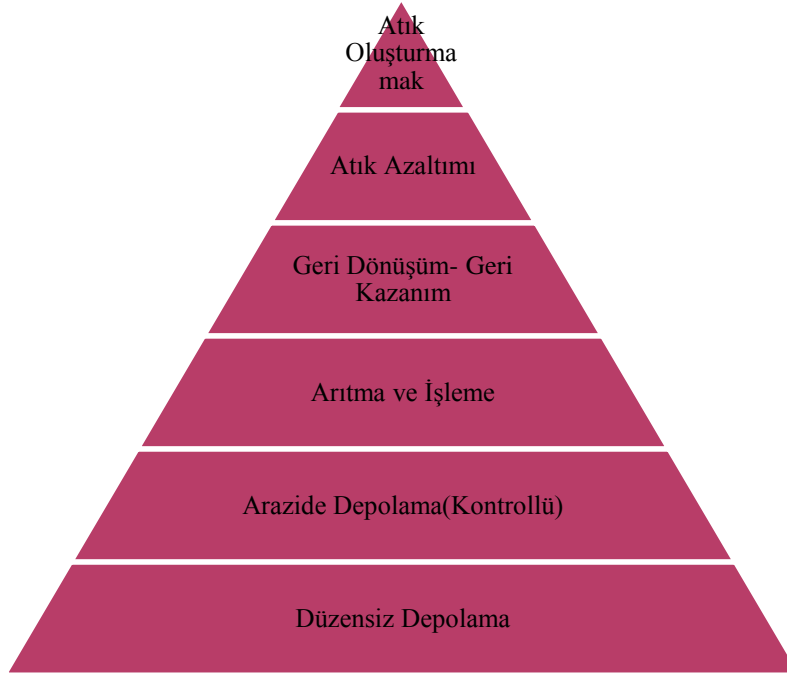 Atık
Oluşturma
mak
Atık Azaltımı
Geri Dönüşüm- Geri
Kazanım
Arıtma ve İşleme
Arazide Depolama(Kontrollü)
Düzensiz Depolama